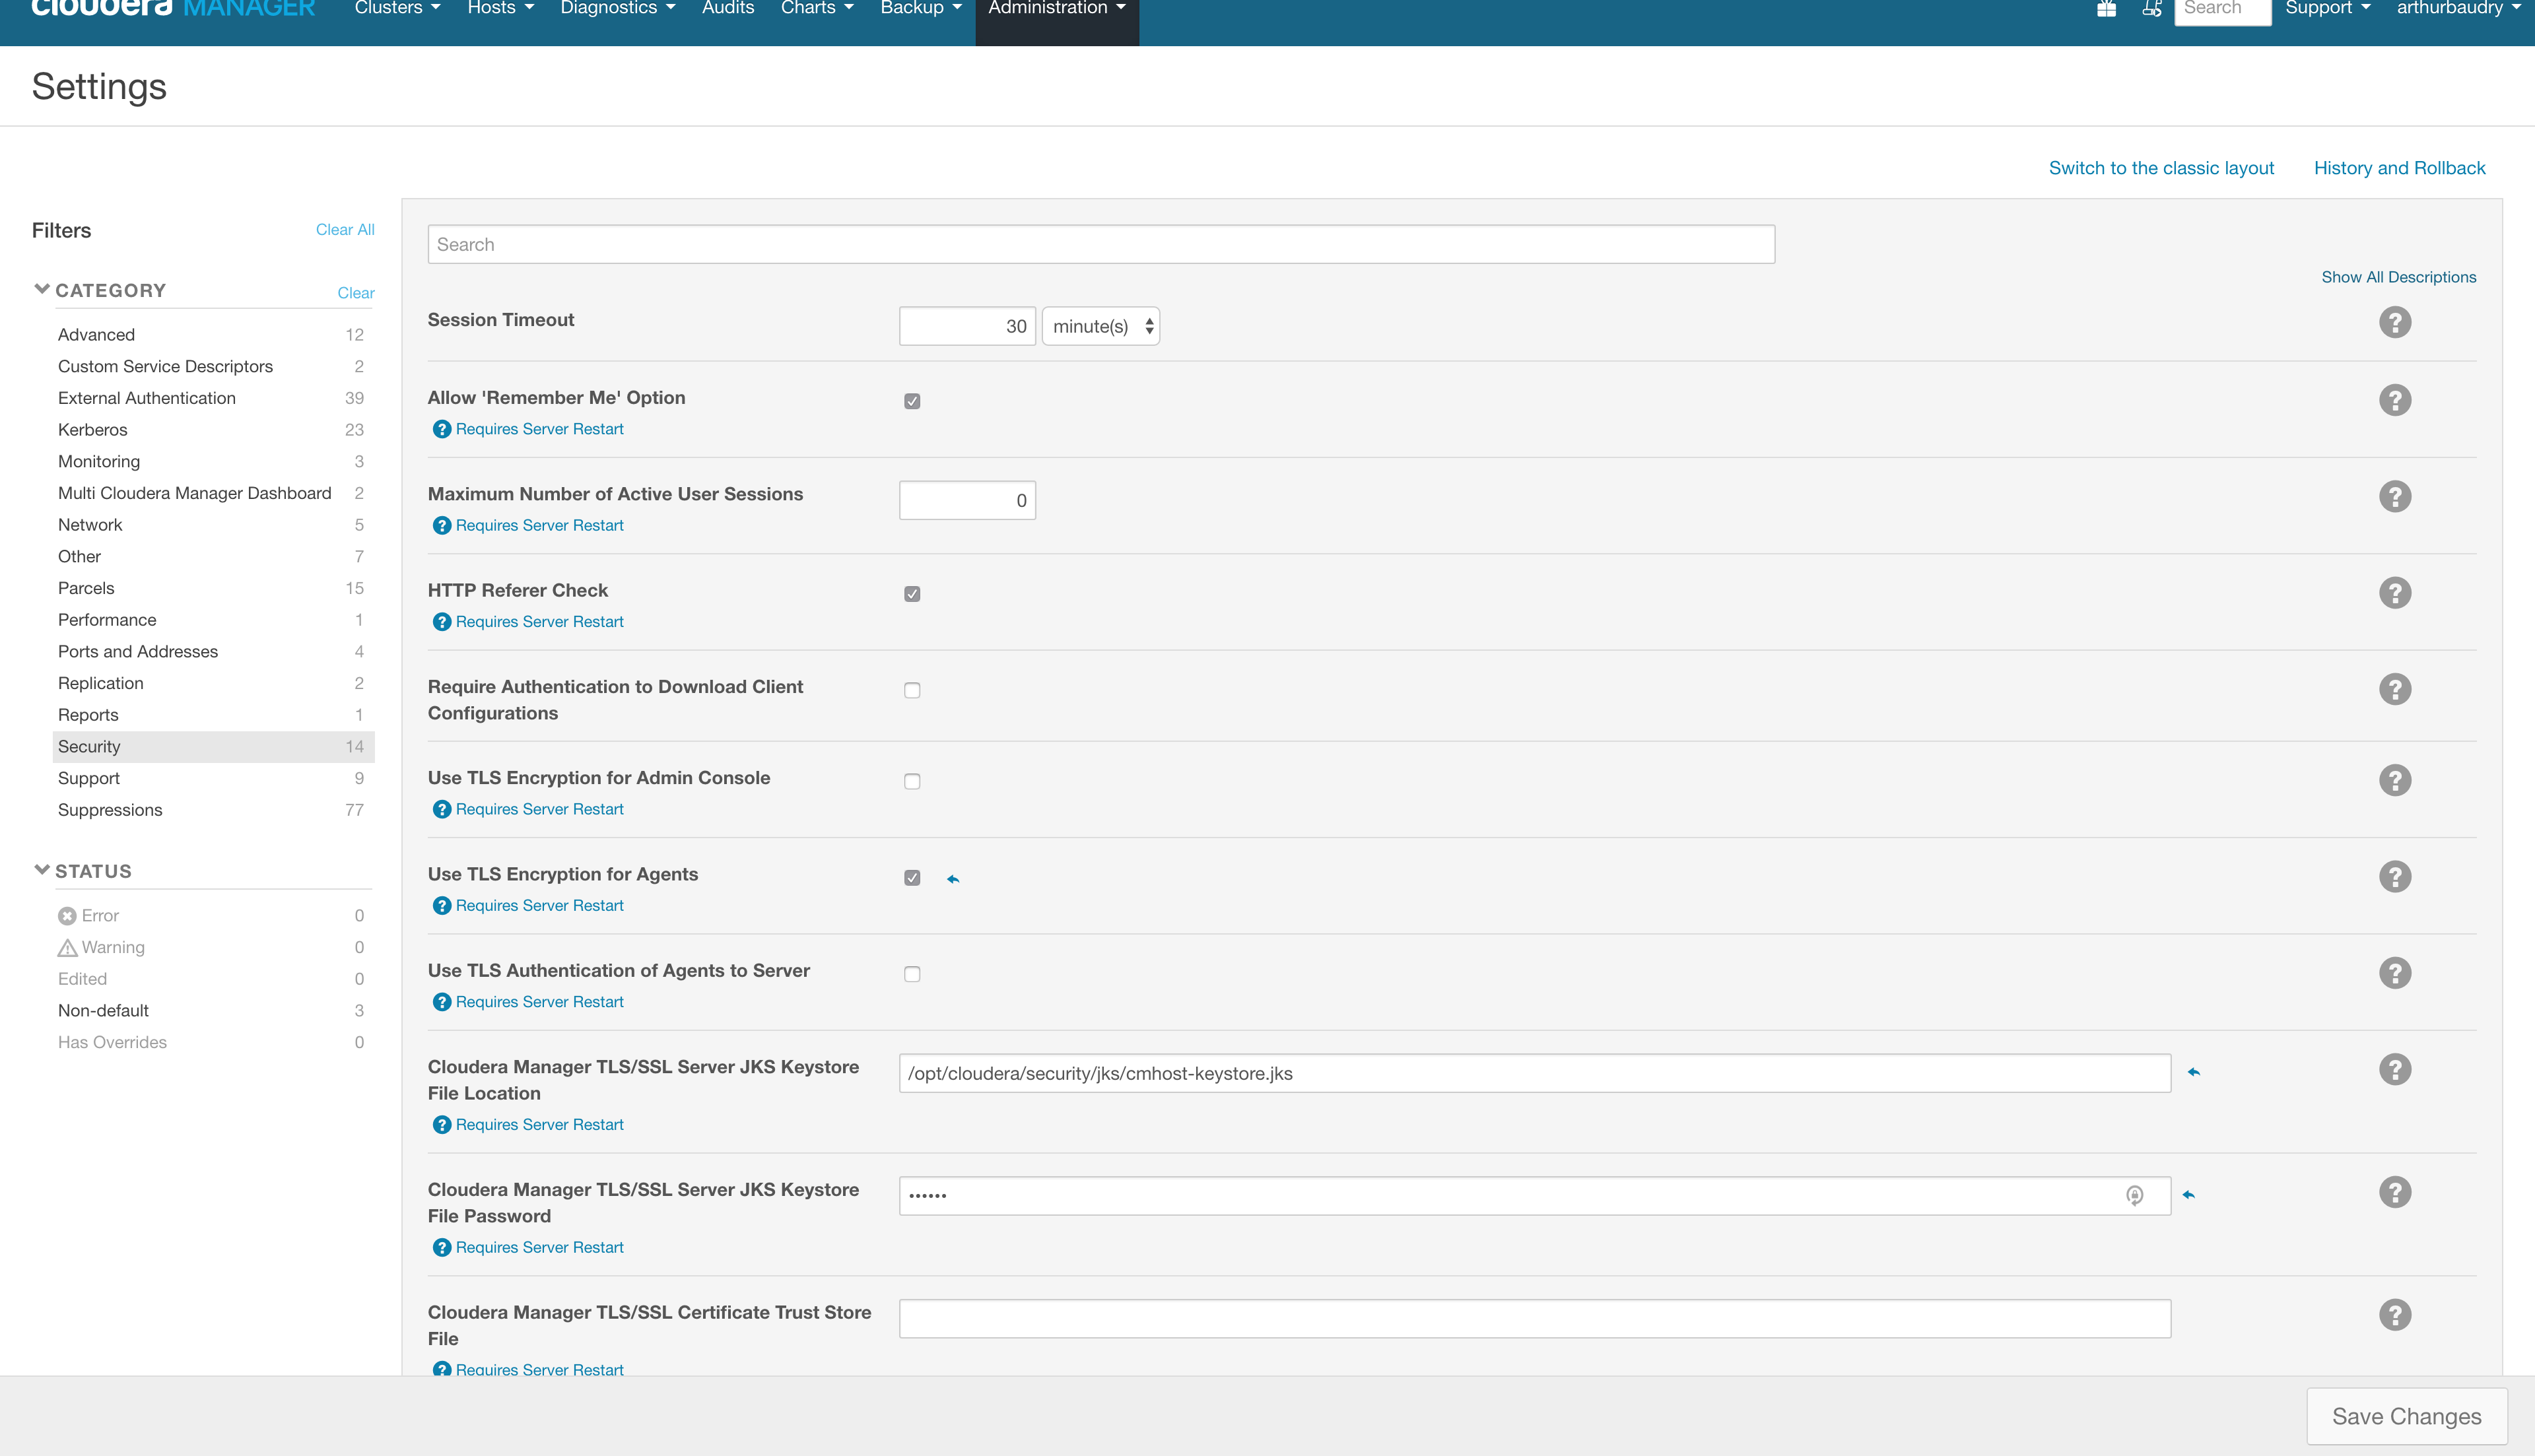 cloudera MANAGER Clusters Hosts Diagnostics Audits Charts Backup Administration Search Support arthurbaudry
Settings
Switch to the classic layout History and Rollback
Filters Clear All
CATEGORY Clear
Advanced 12
Custom Service Descriptors 2
External Authentication 39
Kerberos 23
Monitoring 3
Multi Cloudera Manager Dashboard 2
Network 5
Other 7
Parcels 15
Performance 1
Ports and Addresses 4
Replication 2
Reports 1
Security 14
Support 9
Suppressions 77
STATUS
Error 0
Warning 0
Edited 0
Non-default 3
Has Overrides 0
Search
Show All Descriptions
Session Timeout 30 minute(s) ?
Allow 'Remember Me' Option ?
? Requires Server Restart
Maximum Number of Active User Sessions 0 ?
? Requires Server Restart
HTTP Referer Check ?
? Requires Server Restart
Require Authentication to Download Client ?
Configurations
Use TLS Encryption for Admin Console ?
? Requires Server Restart
Use TLS Encryption for Agents ?
? Requires Server Restart
Use TLS Authentication of Agents to Server ?
? Requires Server Restart
Cloudera Manager TLS/SSL Server JKS Keystore /opt/cloudera/security/jks/cmhost-keystore.jks ?
File Location
? Requires Server Restart
Cloudera Manager TLS/SSL Server JKS Keystore •••••• ?
File Password
? Requires Server Restart
Cloudera Manager TLS/SSL Certificate Trust Store ?
File
? Requires Server Restart
Save Changes